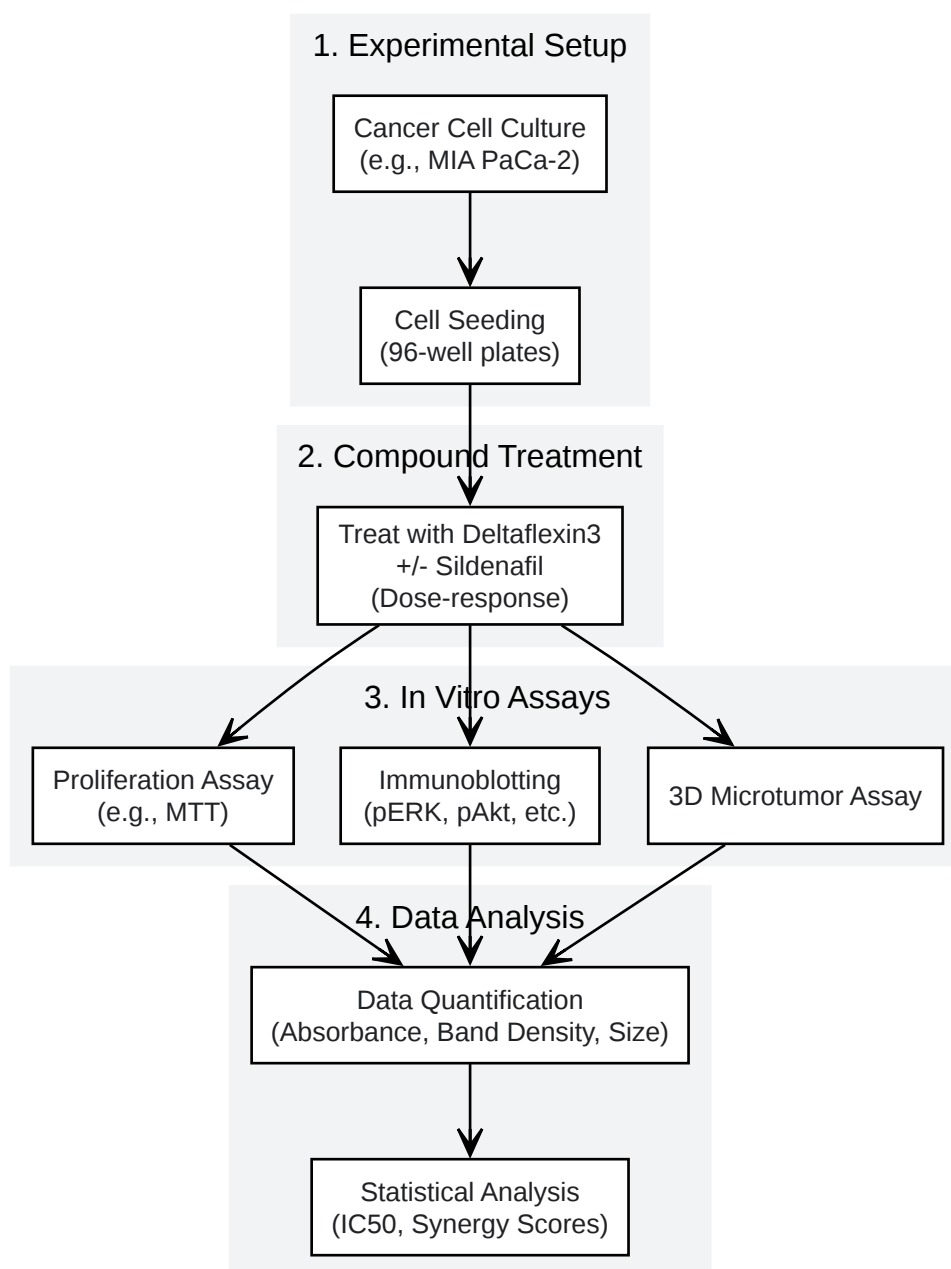 1. Experimental Setup
Cancer Cell Culture
(e.g., MIA PaCa-2)
Cell Seeding
(96-well plates)
2. Compound Treatment
Treat with Deltaflexin3
+/- Sildenafil
(Dose-response)
3. In Vitro Assays
Proliferation Assay
(e.g., MTT)
Immunoblotting
(pERK, pAkt, etc.)
3D Microtumor Assay
4. Data Analysis
Data Quantification
(Absorbance, Band Density, Size)
Statistical Analysis
(IC50, Synergy Scores)